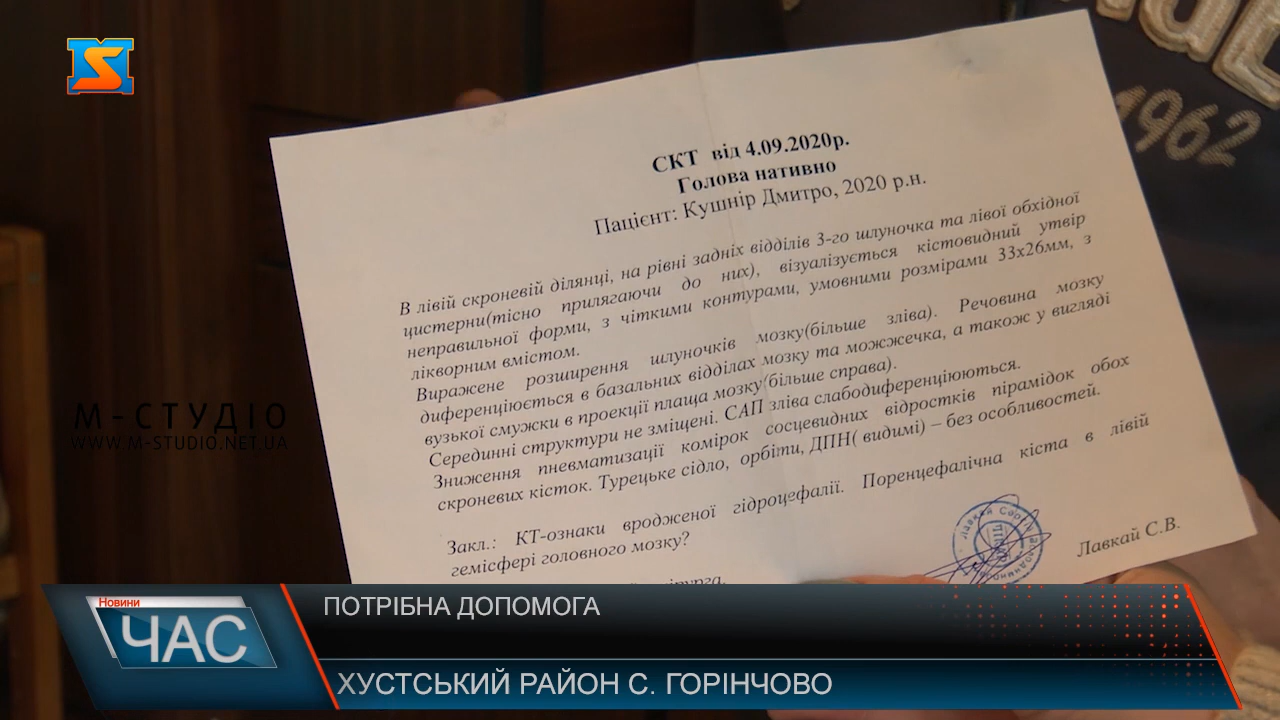 1962
СКТ від 4.09.2020р.
Голова нативно
Пацієнт: Кушнір Дмитро, 2020 р.н.
В лівій скроневій ділянці, на рівні задніх відділів 3-го шлуночка та лівої обхідної
цистерни(тісно прилягаючи до них), візуалізується кістовидний утвір
неправильної форми, з чіткими контурами, умовними розмірами 33х26мм, з
лікворним вмістом.
Виражене розширення шлуночків мозку(більше зліва). Речовина мозку
диференціюється в базальних відділах мозку та можжечка, а також у вигляді
вузької смужки в проекції плаща мозку(більше справа).
Серединні структури не зміщені. САП зліва слабодиференціюються.
Зниження пневматизації комірок сосцевидних відростків пірамідок обох
скроневих кісток. Турецьке сідло, орбіти, ДПН( видимі) – без особливостей.
Закл.: КТ-ознаки вродженої гідроцефалії. Поренцефалічна кіста в лівій
гемісфері головного мозку?
Лавкай С.В.
М-СТУДІО
WWW.M-STUDIO.NET.UA
Новини
ЧАС
ПОТРІБНА ДОПОМОГА
ХУСТСЬКИЙ РАЙОН С. ГОРІНЧОВО